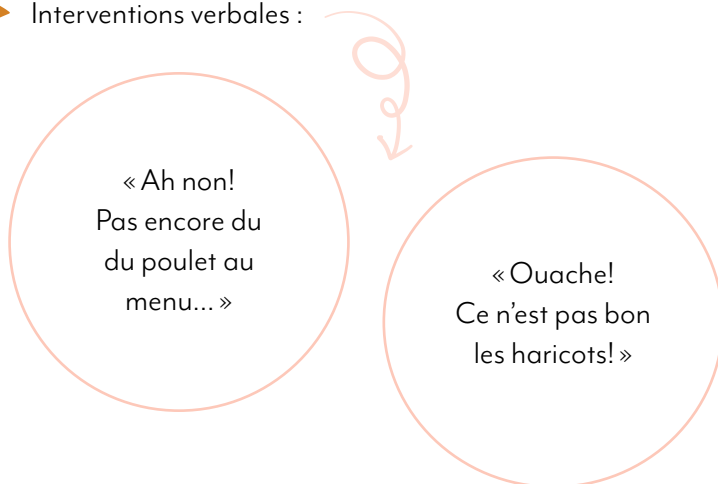 Interventions verbales :
« Ah non!
Pas encore du
du poulet au
menu... »
« Ouache!
Ce n'est pas bon
les haricots! »